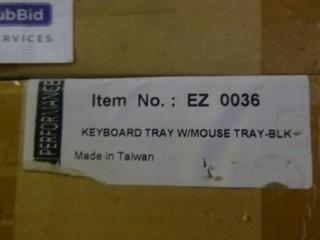 ubBid
ERVICES
PERFORMANCE
Item No. : EZ 0036
KEYBOARD TRAY W/MOUSE TRAY-BLK
Made in Taiwan